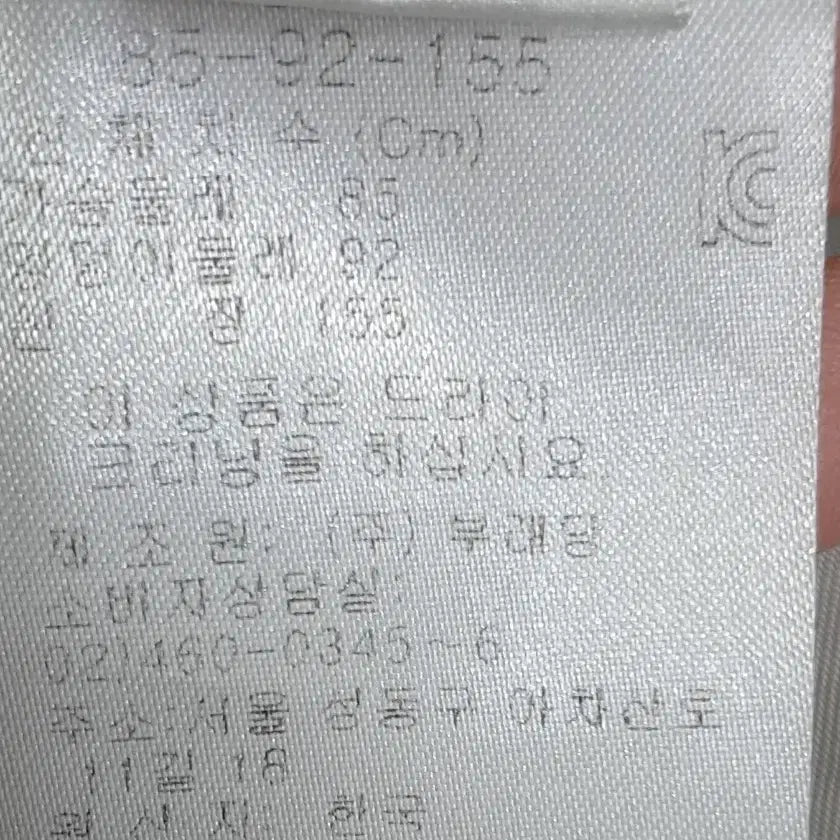 85-92-155
신 체 칫 수 (Cm)
가슴둘레 85
엉덩이둘레 92
신 장 155
이 상품은 드라이
크리닝을 하십시요.
제 조 원: (주) 부래당
소비자상담실:
02)460-0345~6
주소:서울 성동구 아차산로
11길 18
원 산 지: 한국